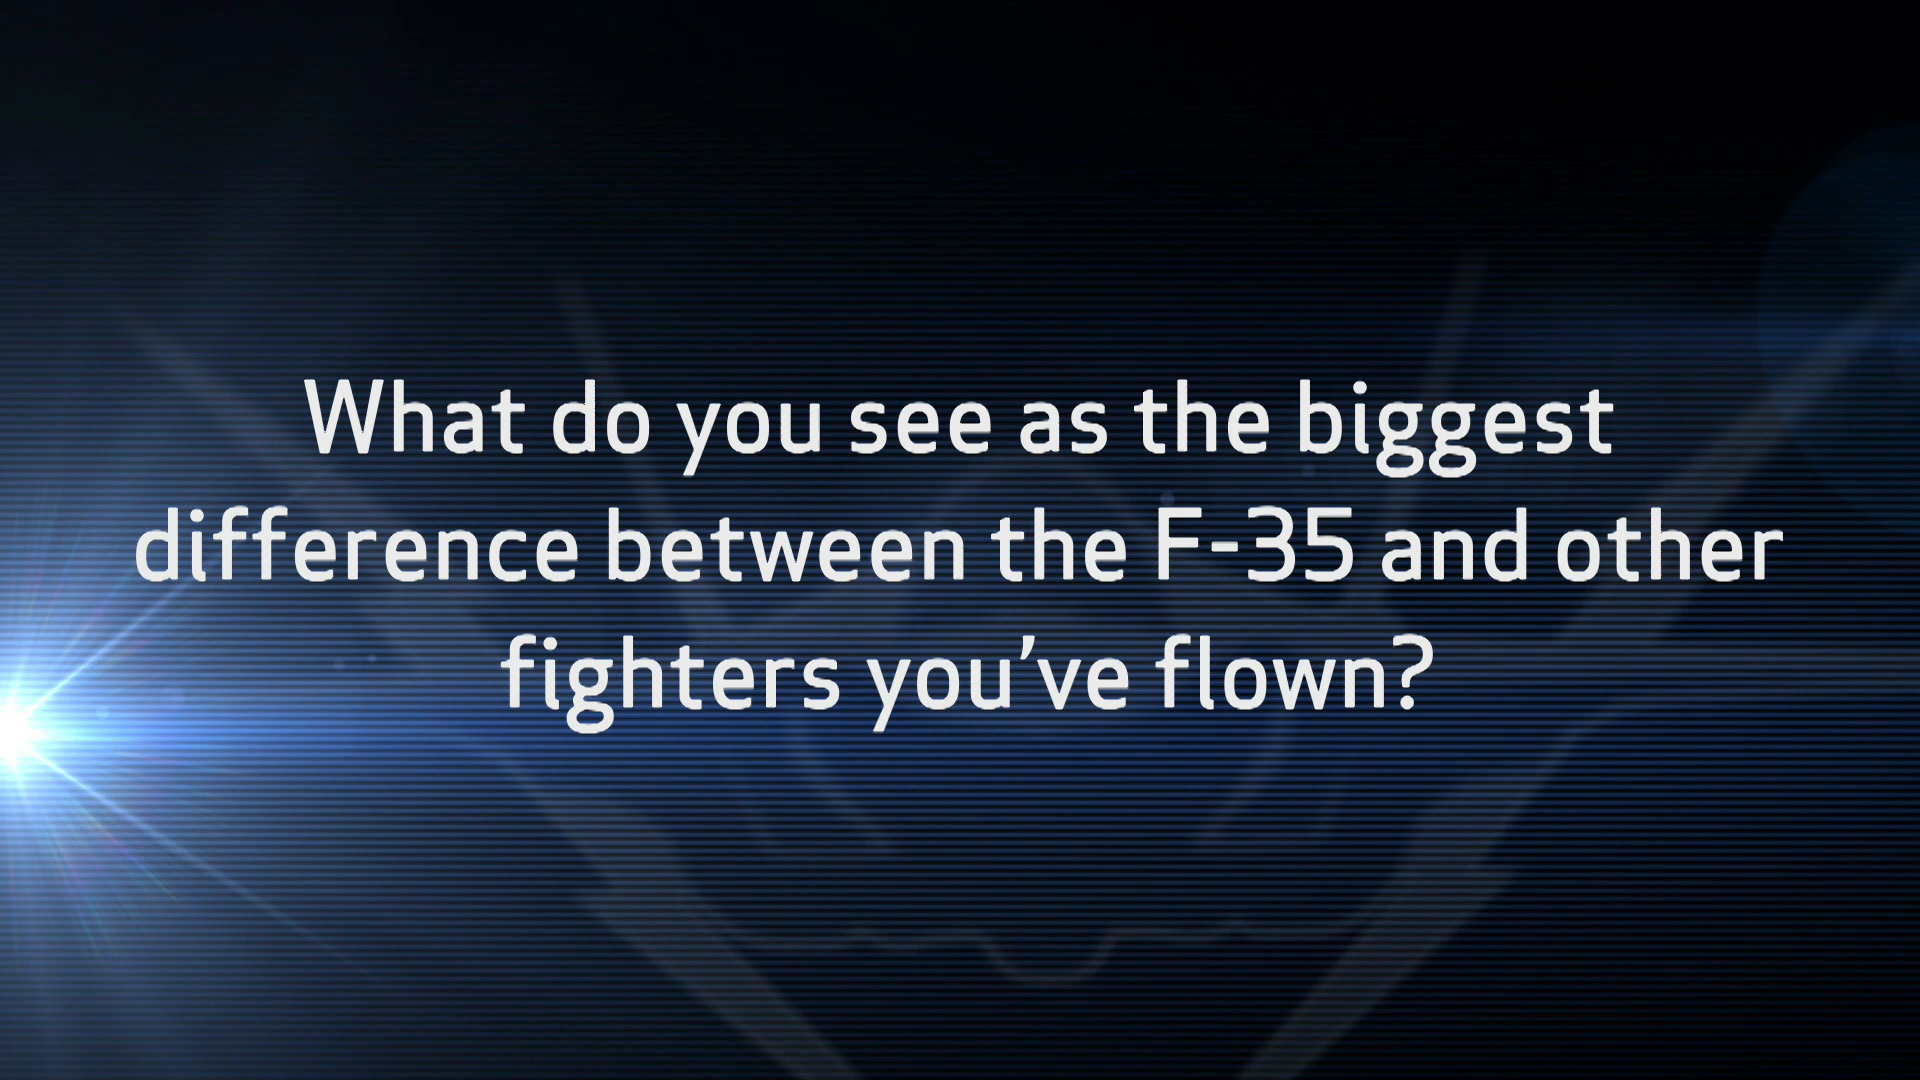 What do you see as the biggest
difference between the F-35 and other
fighters you’ve flown?